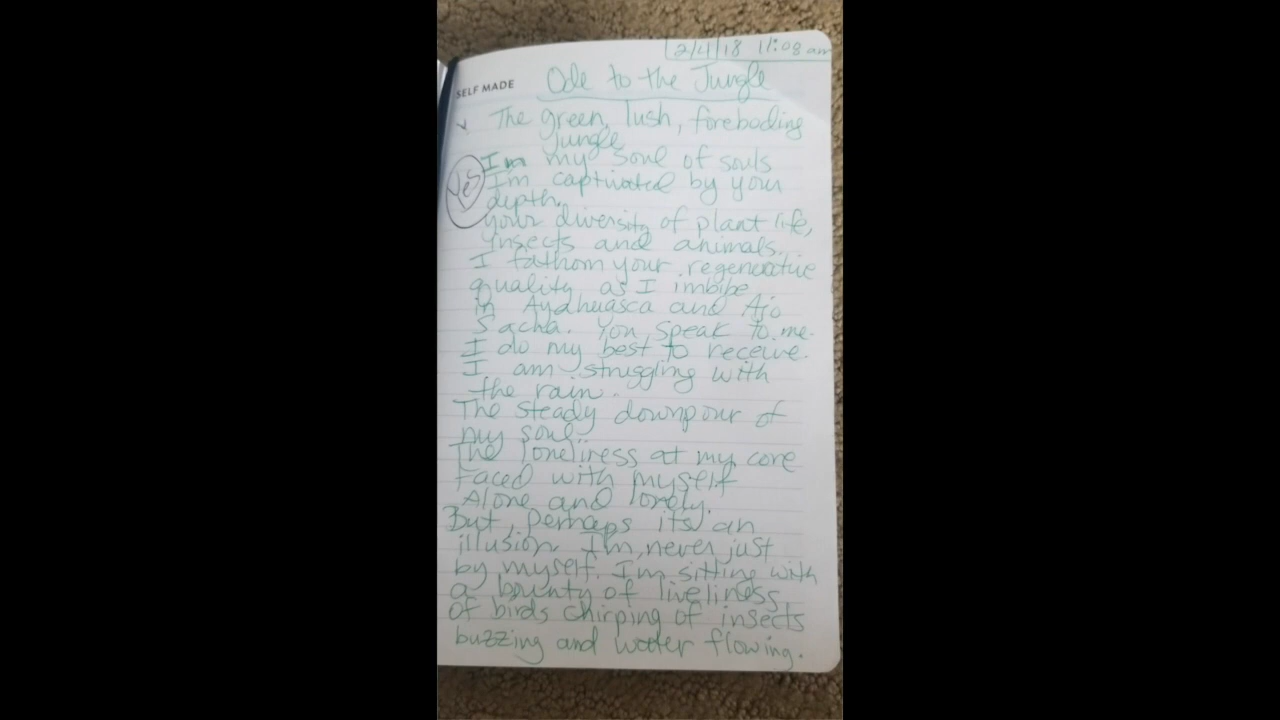 12/4/18 11:08 am
SELF MADE
Ode to the Jungle
The green, lush, foreboding
Jungle
Im my soul of souls
Yes
I'm captivated by your
depth.
your diversity of plant life,
insects and animals.
I fathom your regenerative
quality as I imbibe
in Ayahuasca and Ajo
Sacha. You speak to me.
I do my best to receive.
I am struggling with
the rain.
The steady downpour of
my soul.
The loneliness at my core
Faced with myself
Alone and lonely.
But, perhaps its an
illusion. I'm never just
by myself. I'm sitting with
a bounty of liveliness
of birds chirping of insects
buzzing and water flowing.